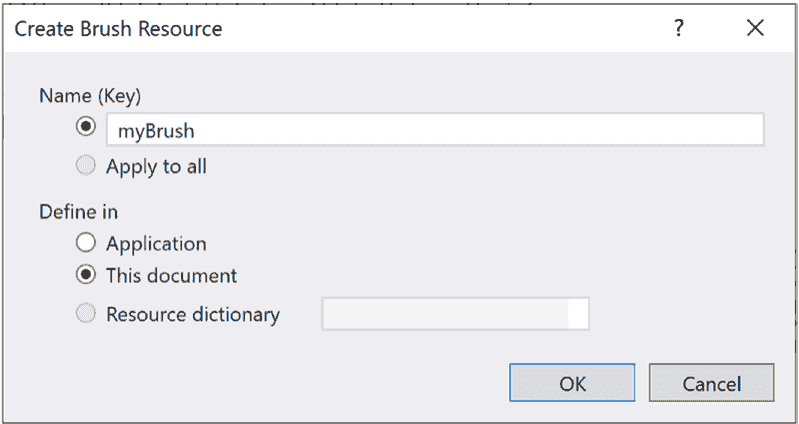 Create Brush Resource ?
Name (Key)
myBrush
Apply to all
Define in
Application
This document
Resource dictionary
OK Cancel